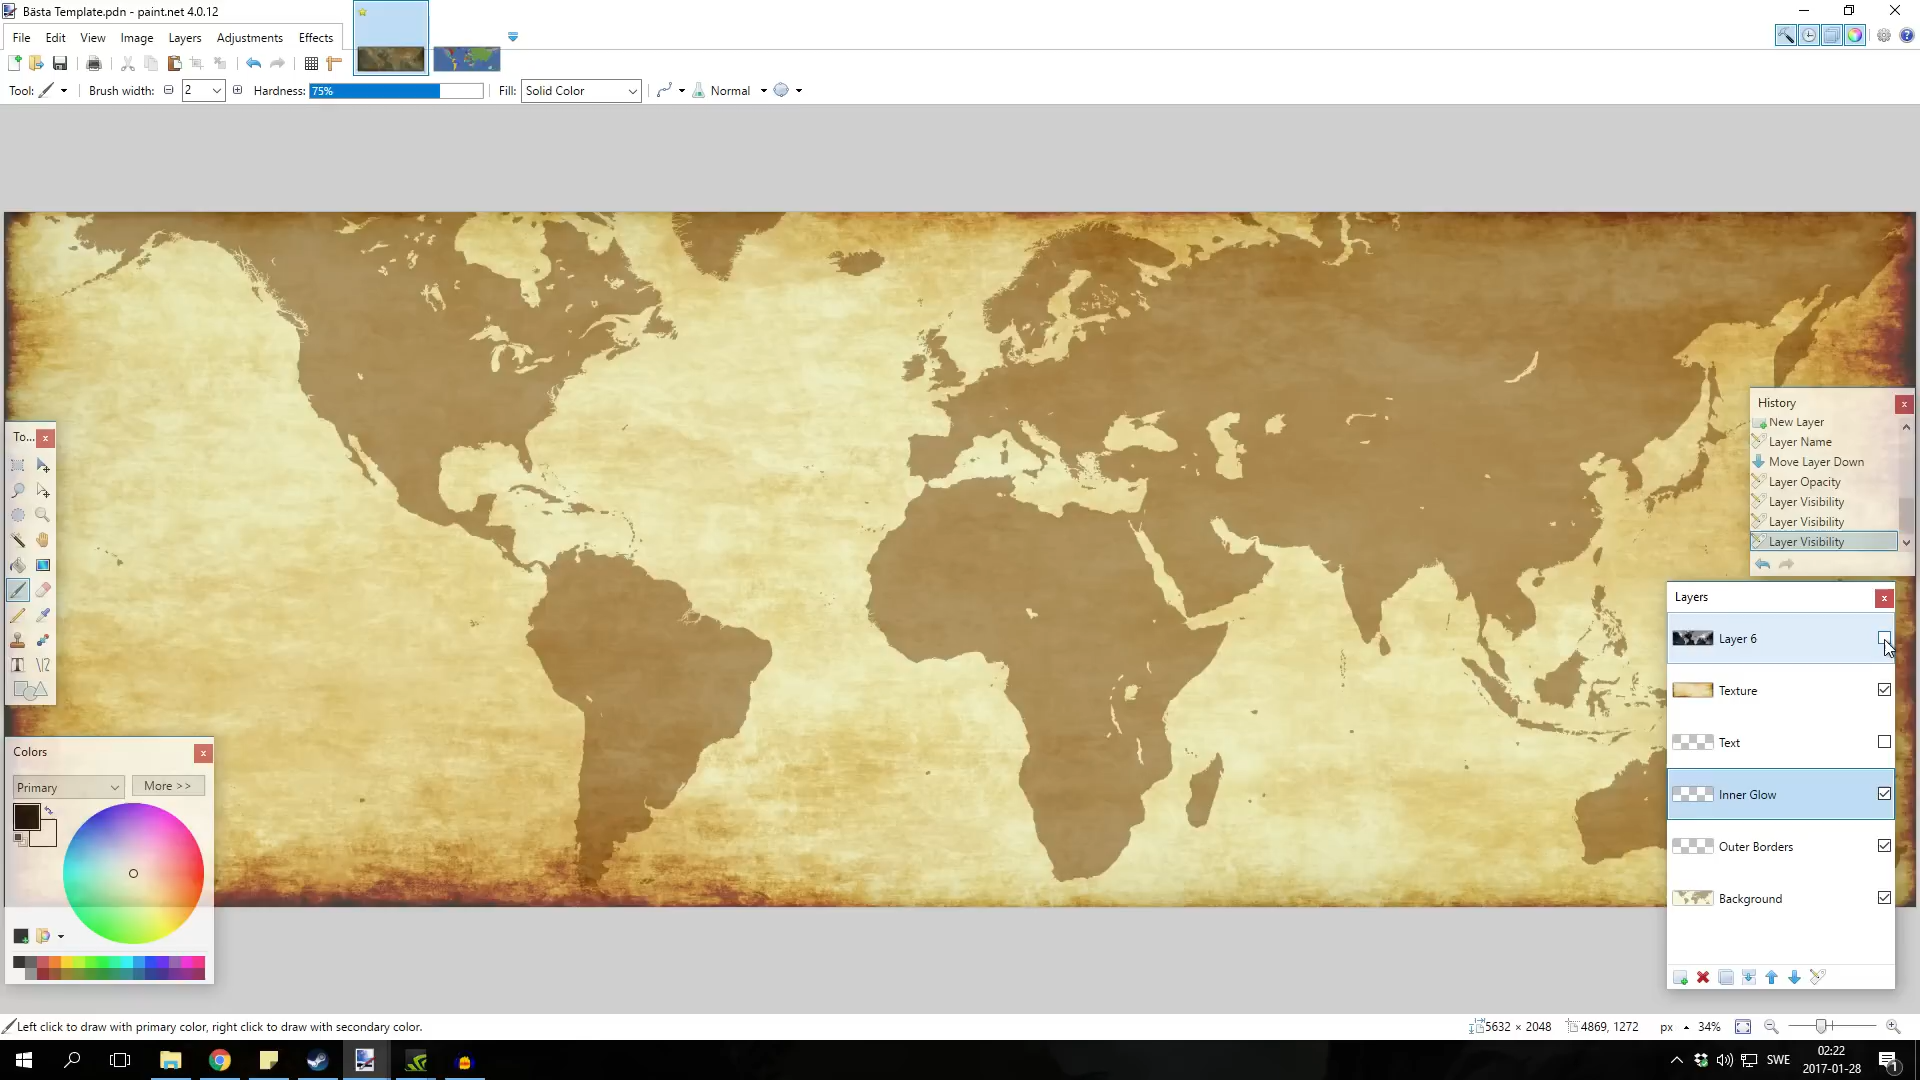 Bästa Template.pdn - paint.net 4.0.12
File Edit View Image Layers Adjustments Effects
Tool: Brush width: 2 Hardness: 75% Fill: Solid Color Normal
History
New Layer
Layer Name
Move Layer Down
Layer Opacity
Layer Visibility
Layer Visibility
Layer Visibility
To...
Layers
Layer 6
Texture
Text
Inner Glow
Outer Borders
Background
Colors
Primary More >>
Left click to draw with primary color, right click to draw with secondary color. 5632 × 2048 4869, 1272 px 34%
SWE 02:22
2017-01-28 1